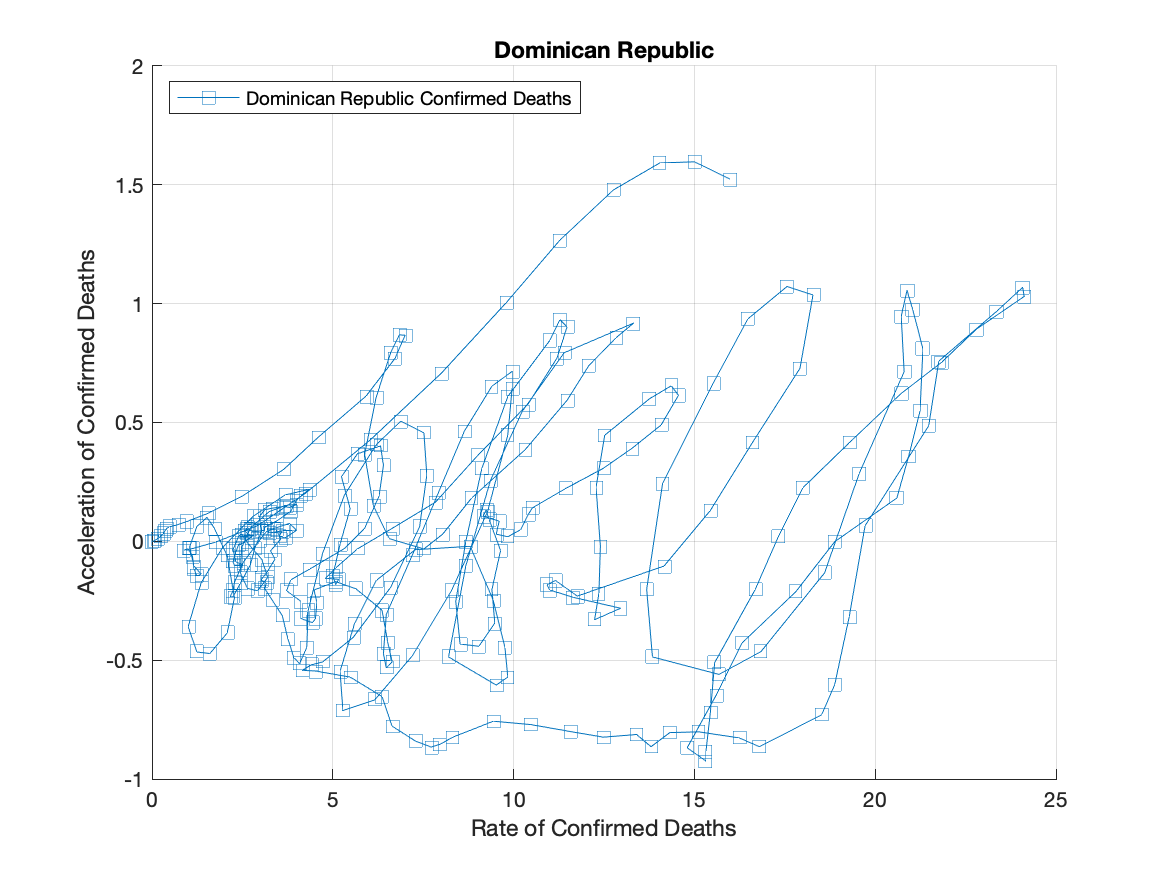 Dominican Republic
Dominican Republic Confirmed Deaths
2
1.5
1
0.5
0
-0.5
-1
Acceleration of Confirmed Deaths
0 5 10 15 20 25
Rate of Confirmed Deaths